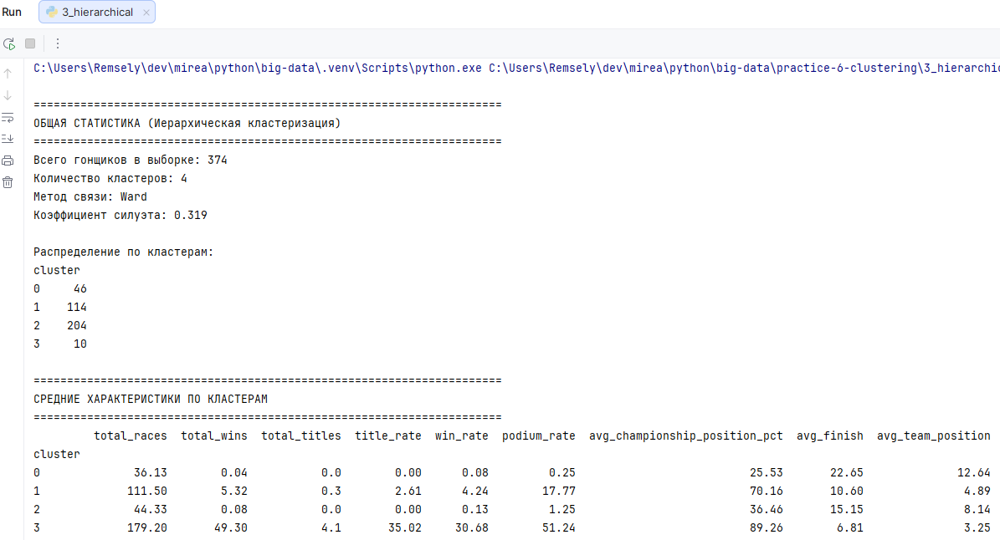 Run 3_hierarchical
C:\Users\Remsely\dev\mirea\python\big-data\.venv\Scripts\python.exe C:\Users\Remsely\dev\mirea\python\big-data\practice-6-clustering\3_hierarchic
======================================================================
ОБЩАЯ СТАТИСТИКА (Иерархическая кластеризация)
======================================================================
Всего гонщиков в выборке: 374
Количество кластеров: 4
Метод связи: Ward
Коэффициент силуэта: 0.319
Распределение по кластерам:
cluster
0 46
1 114
2 204
3 10
======================================================================
СРЕДНИЕ ХАРАКТЕРИСТИКИ ПО КЛАСТЕРАМ
======================================================================
total_races total_wins total_titles title_rate win_rate podium_rate avg_championship_position_pct avg_finish avg_team_position
cluster
0 36.13 0.04 0.0 0.00 0.08 0.25 25.53 22.65 12.64
1 111.50 5.32 0.3 2.61 4.24 17.77 70.16 10.60 4.89
2 44.33 0.08 0.0 0.00 0.13 1.25 36.46 15.15 8.14
3 179.20 49.30 4.1 35.02 30.68 51.24 89.26 6.81 3.25